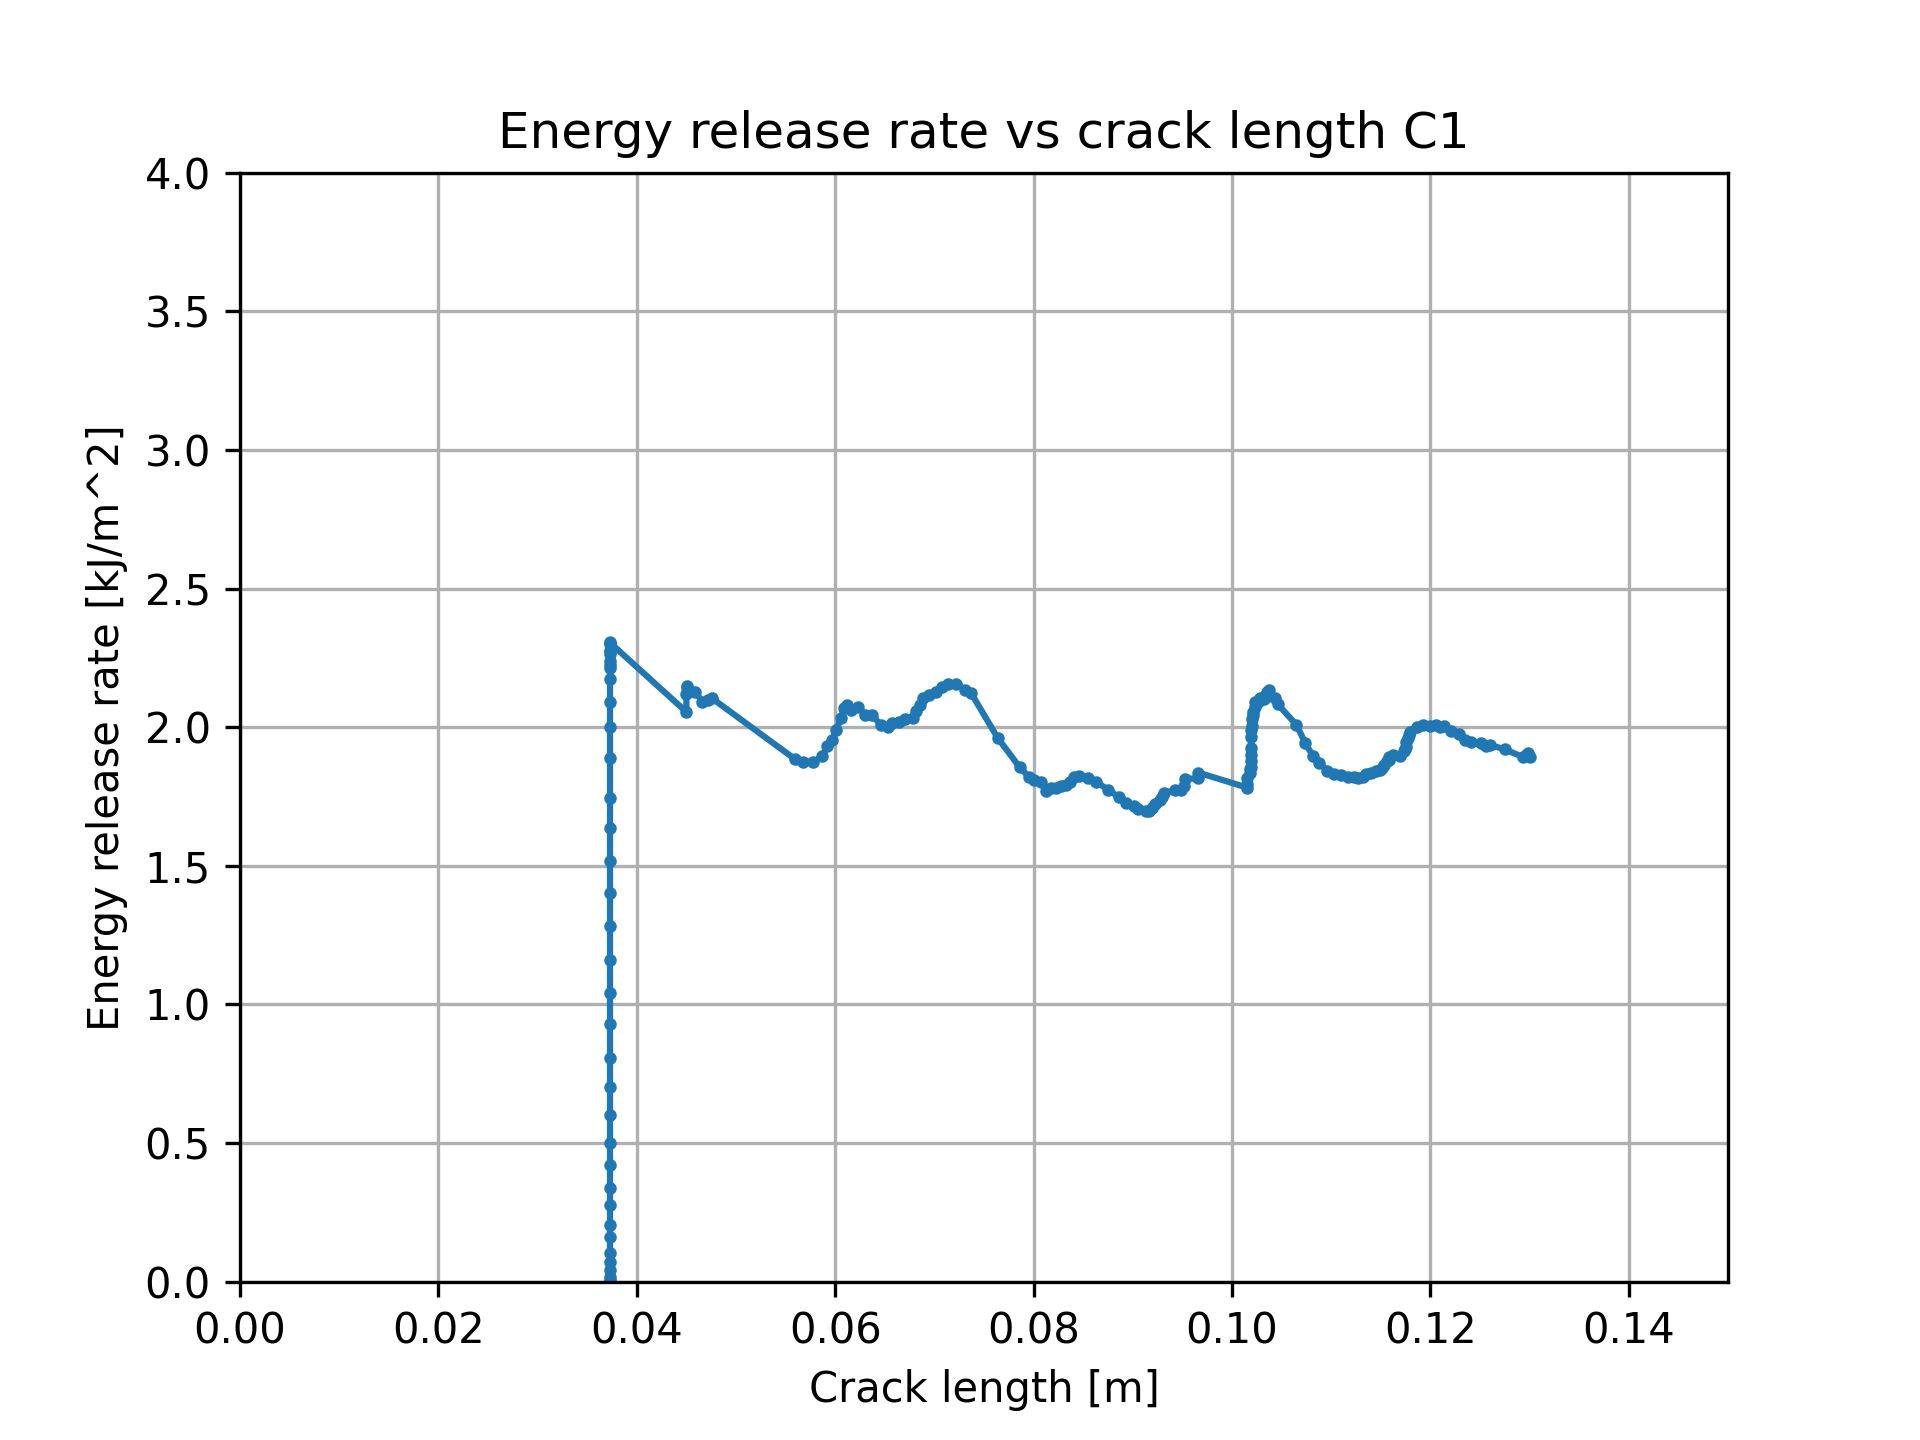 Energy release rate vs crack length C1
Energy release rate [kJ/m^2]
4.0
3.5
3.0
2.5
2.0
1.5
1.0
0.5
0.0
0.00 0.02 0.04 0.06 0.08 0.10 0.12 0.14
Crack length [m]